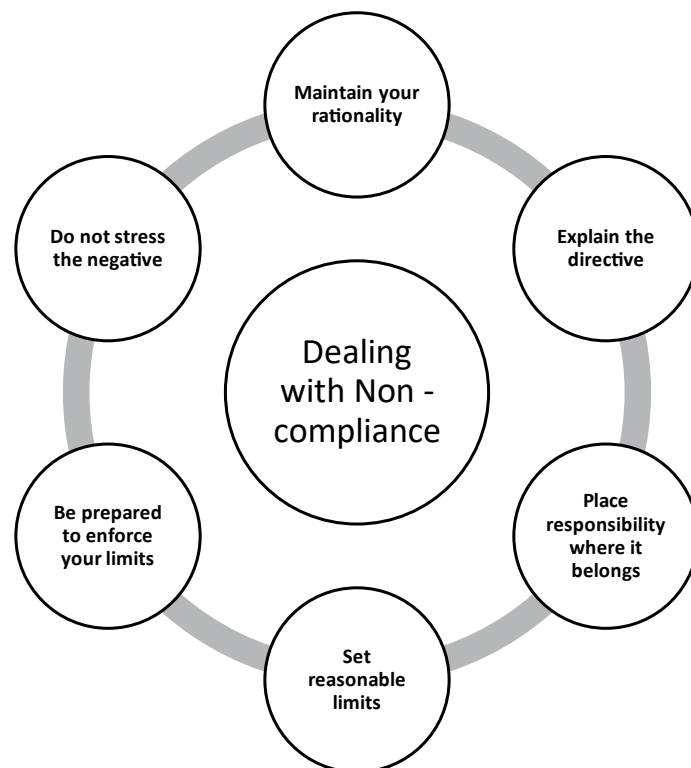 Maintain your
rationality
Explain the
directive
Place
responsibility
where it
belongs
Set
reasonable
limits
Be prepared
to enforce
your limits
Do not stress
the negative
Dealing
with Non -
compliance